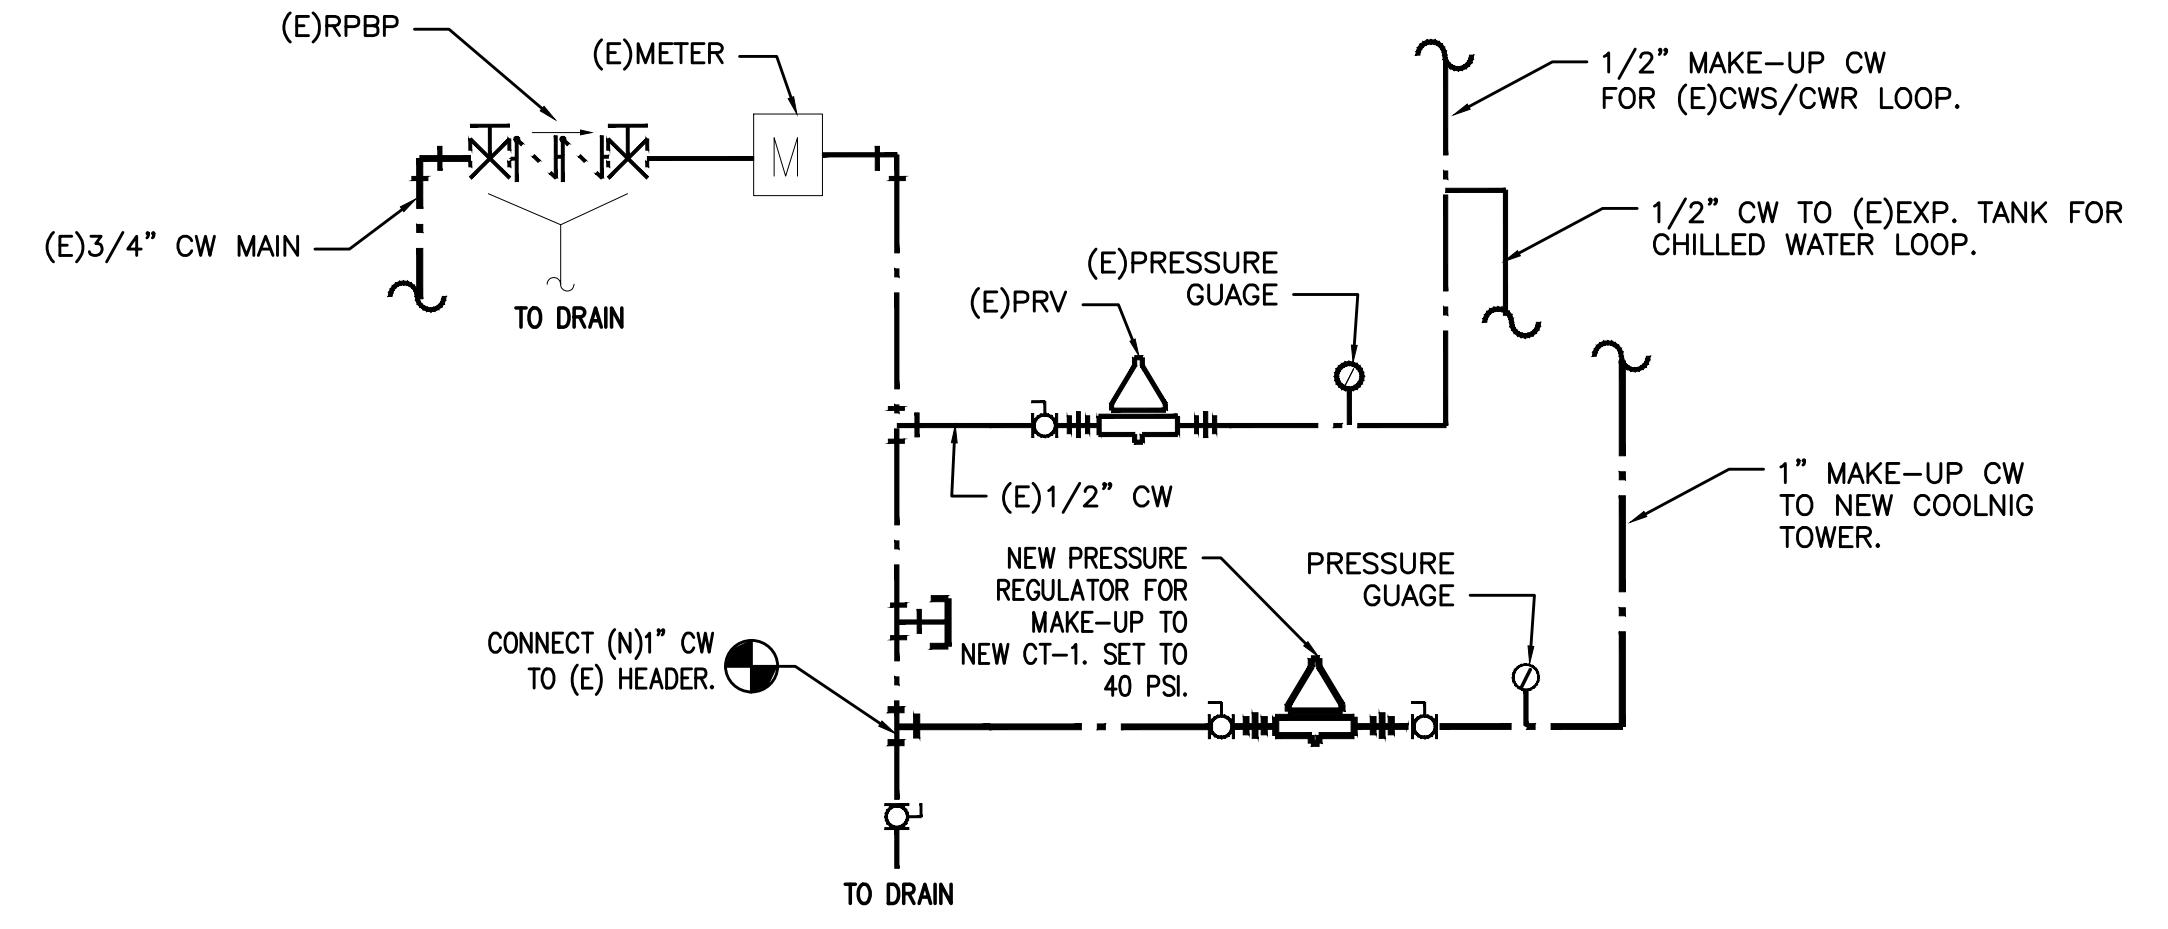 (E)RPBP
(E)METER
1/2" MAKE-UP CW
FOR (E)CWS/CWR LOOP.
M
1/2" CW TO (E)EXP. TANK FOR
CHILLED WATER LOOP.
(E)3/4" CW MAIN
TO DRAIN
(E)PRESSURE
GUAGE
(E)PRV
1" MAKE-UP CW
TO NEW COOLNIG
TOWER.
(E)1/2" CW
NEW PRESSURE
REGULATOR FOR
MAKE-UP TO
NEW CT-1. SET TO
40 PSI.
PRESSURE
GUAGE
CONNECT (N)1" CW
TO (E) HEADER.
TO DRAIN